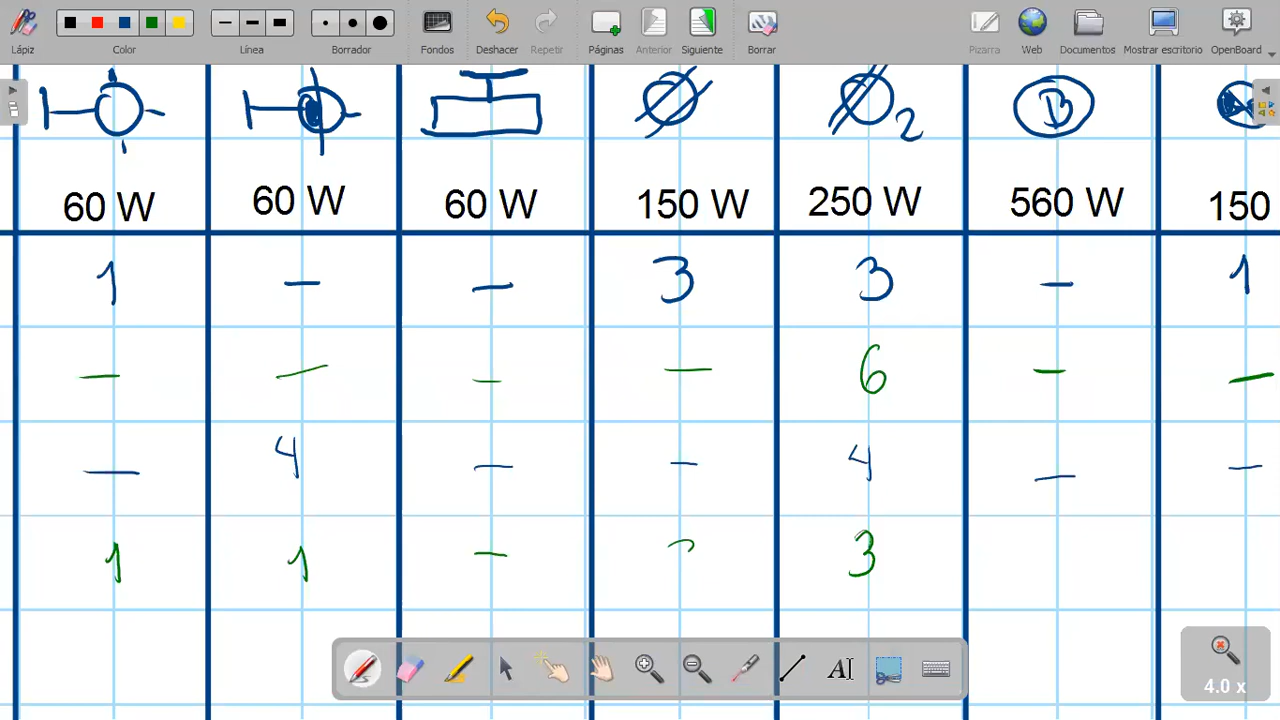 Lápiz Color Línea Borrador Fondos Deshacer Repetir Páginas Anterior Siguiente Borrar Pizarra Web Documentos Mostrar escritorio OpenBoard
2 B
60 W 60 W 60 W 150 W 250 W 560 W 150
1 – – 3 3 – 1
– – – – 6 – –
– 4 – – 4 – –
1 1 – 3
4.0 x